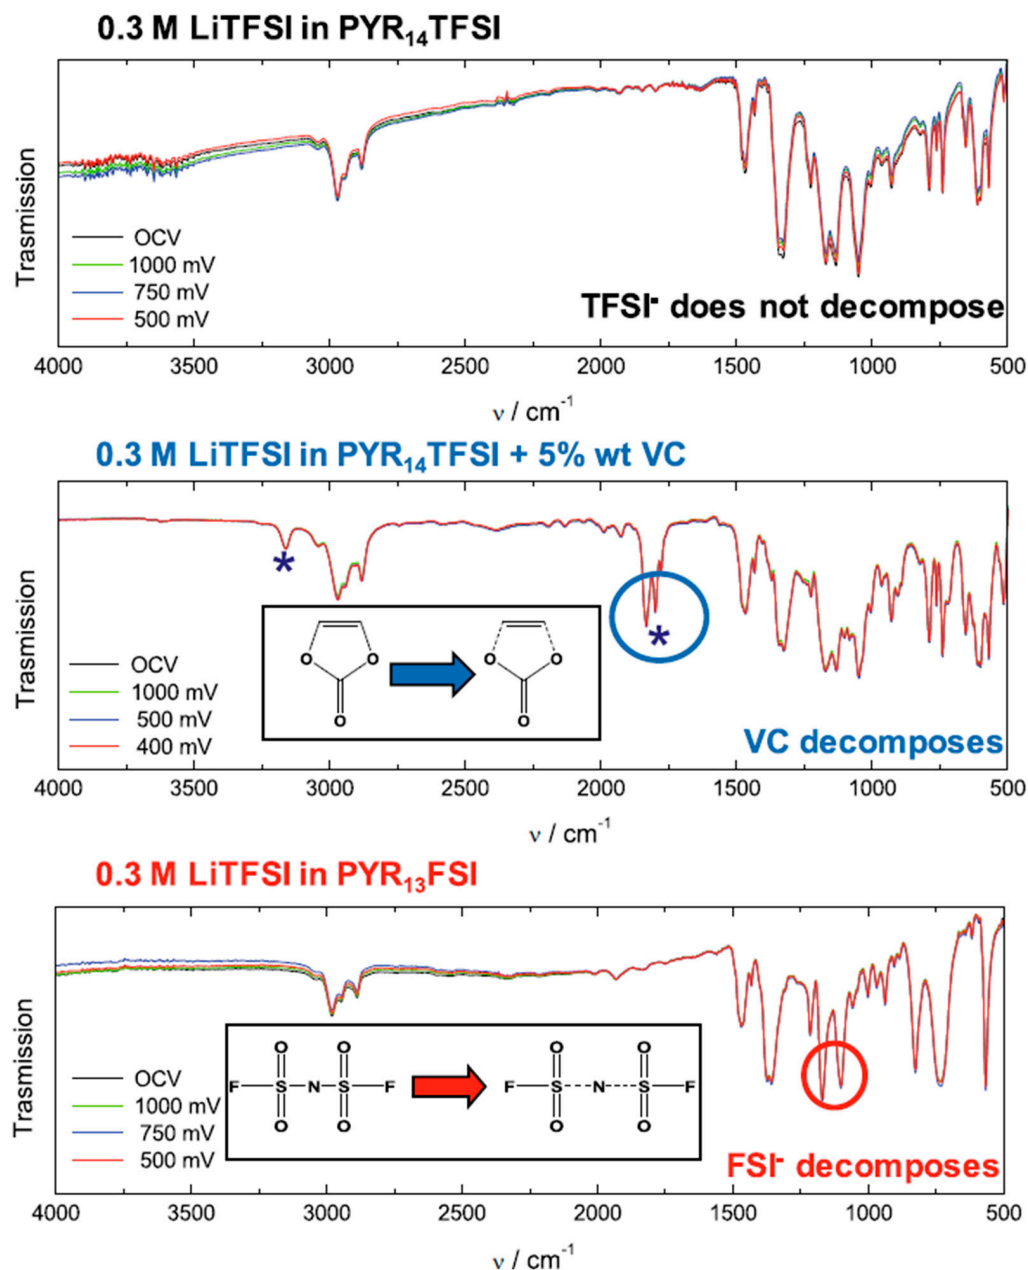 0.3 M LiTFSI in PYR₁₄TFSI
Trasmission
OCV
1000 mV
750 mV
500 mV
TFSI⁻ does not decompose
4000 3500 3000 2500 2000 1500 1000 500
ν / cm⁻¹
0.3 M LiTFSI in PYR₁₄TFSI + 5% wt VC
Trasmission
*
*
O O O O
O O
OCV
1000 mV
500 mV
400 mV
VC decomposes
4000 3500 3000 2500 2000 1500 1000 500
ν / cm⁻¹
0.3 M LiTFSI in PYR₁₃FSI
Trasmission
O O O O
F S N S F F S N S F
O O O O
OCV
1000 mV
750 mV
500 mV
FSI⁻ decomposes
4000 3500 3000 2500 2000 1500 1000 500
ν / cm⁻¹